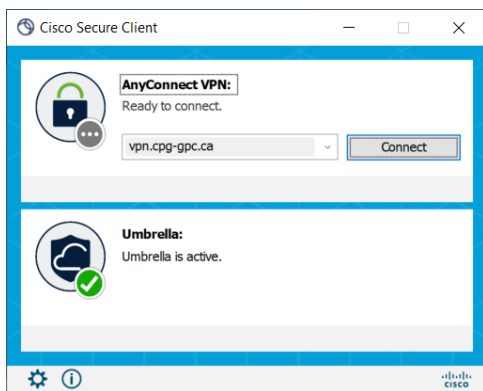 Cisco Secure Client
AnyConnect VPN:
Ready to connect.
vpn.cpg-gpc.ca
Connect
Umbrella:
Umbrella is active.
cisco